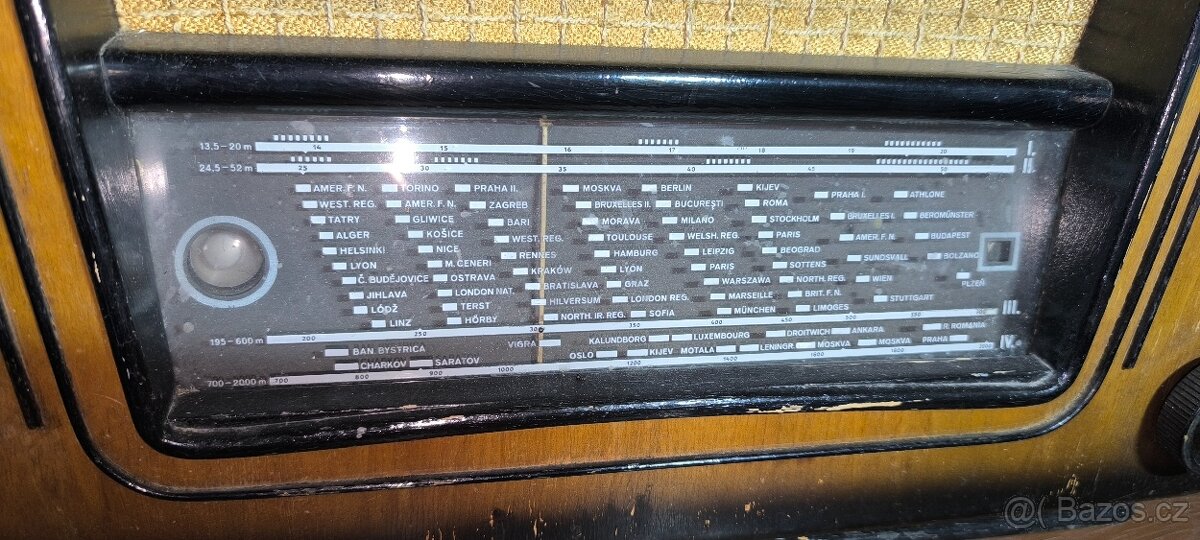 13,5–20 m 14 15 16 17 18 19 20 I.
24,5–52 m 25 30 35 40 45 50 II.
AMER. F. N. TORINO PRAHA II. MOSKVA BERLIN KIJEV PRAHA I. ATHLONE
WEST. REG. AMER. F. N. ZAGREB BRUXELLES II. BUCUREŞTI ROMA
TATRY GLIWICE BARI MORAVA MILANO STOCKHOLM BRUXELLES I. BEROMÜNSTER
ALGER KOŠICE WEST. REG. TOULOUSE WELSH. REG. PARIS AMER. F. N. BUDAPEST
HELSINKI NICE RENNES HAMBURG LEIPZIG BEOGRAD SUNDSVALL BOLZANO
LYON M. CENERI KRAKÓW LYON PARIS SOTTENS
Č. BUDĚJOVICE OSTRAVA BRATISLAVA GRAZ WARSZAWA NORTH. REG. WIEN PLZEŇ
JIHLAVA LONDON NAT. HILVERSUM LONDON REG. MARSEILLE BRIT. F. N. STUTTGART
LÓDŹ TERST NORTH. IR. REG. SOFIA MÜNCHEN LIMOGES
LINZ HÖRBY
195–600 m 200 250 300 350 400 450 500 III.
BAN. BYSTRICA VIGRA KALUNDBORG LUXEMBOURG DROITWICH ANKARA R. ROMANIA
CHARKOV SARATOV OSLO KIJEV MOTALA LENINGR. MOSKVA MOSKVA PRAHA
700–2000 m 700 800 900 1000 1200 1400 1600 1800 2000 IV.
@ Bazos.cz